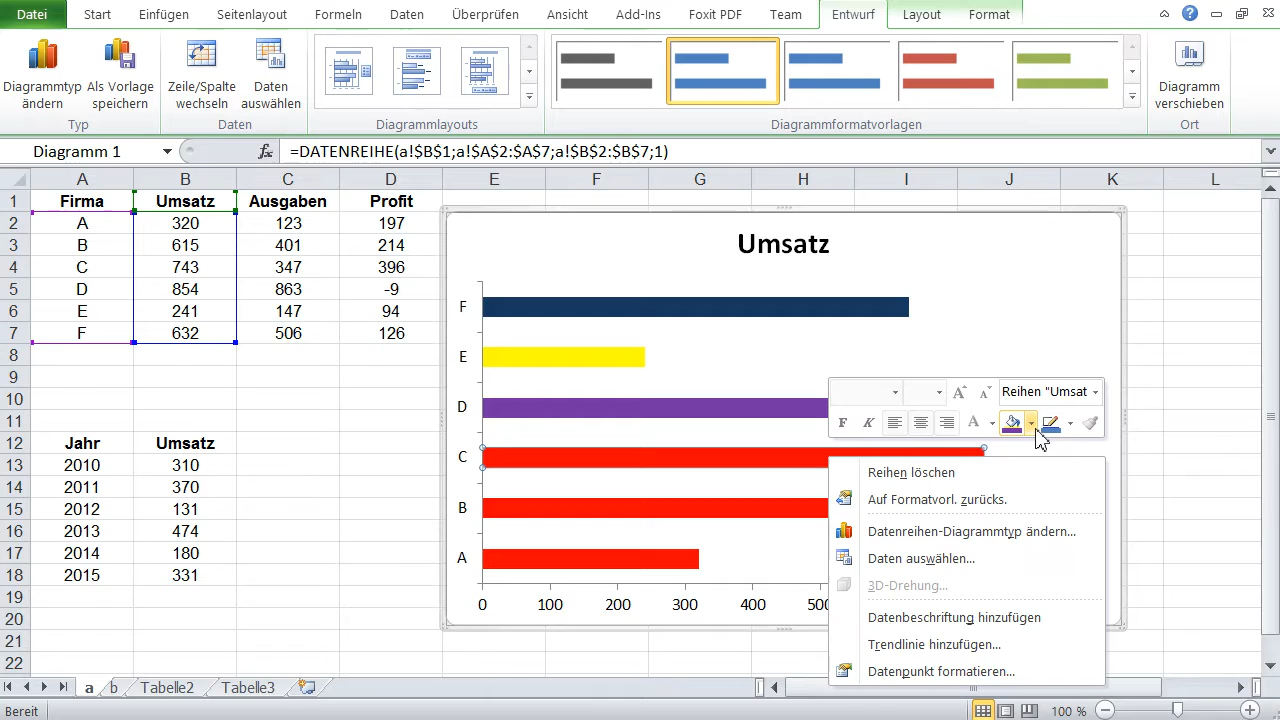 Datei Start Einfügen Seitenlayout Formeln Daten Überprüfen Ansicht Add-Ins Foxit PDF Team Entwurf Layout Format
Diagrammtyp ändern
Als Vorlage speichern
Zeile/Spalte wechseln
Daten auswählen
Diagramm verschieben
Typ Daten Diagrammlayouts Diagrammformatvorlagen Ort
Diagramm 1 fx =DATENREIHE(a!$B$1;a!$A$2:$A$7;a!$B$2:$B$7;1)
A B C D E F G H I J K L
1 Firma Umsatz Ausgaben Profit
2 A 320 123 197
3 B 615 401 214
4 C 743 347 396
5 D 854 863 -9
6 E 241 147 94
7 F 632 506 126
8
9
10
11
12 Jahr Umsatz
13 2010 310
14 2011 370
15 2012 131
16 2013 474
17 2014 180
18 2015 331
19
20
21
22
Umsatz
F
E
D
C
B
A
0 100 200 300 400 500
Reihen "Umsat
F K A
Reihen löschen
Auf Formatvorl. zurücks.
Datenreihen-Diagrammtyp ändern...
Daten auswählen...
3D-Drehung...
Datenbeschriftung hinzufügen
Trendlinie hinzufügen...
Datenpunkt formatieren...
a b Tabelle2 Tabelle3
Bereit 100 %